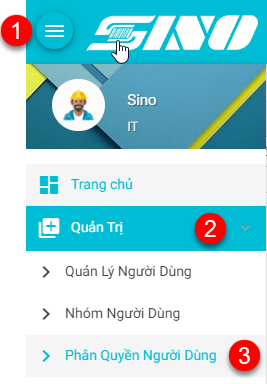 1
SINO
Sino
IT
Trang chủ
Quản Trị 2
Quản Lý Người Dùng
Nhóm Người Dùng
Phân Quyền Người Dùng 3